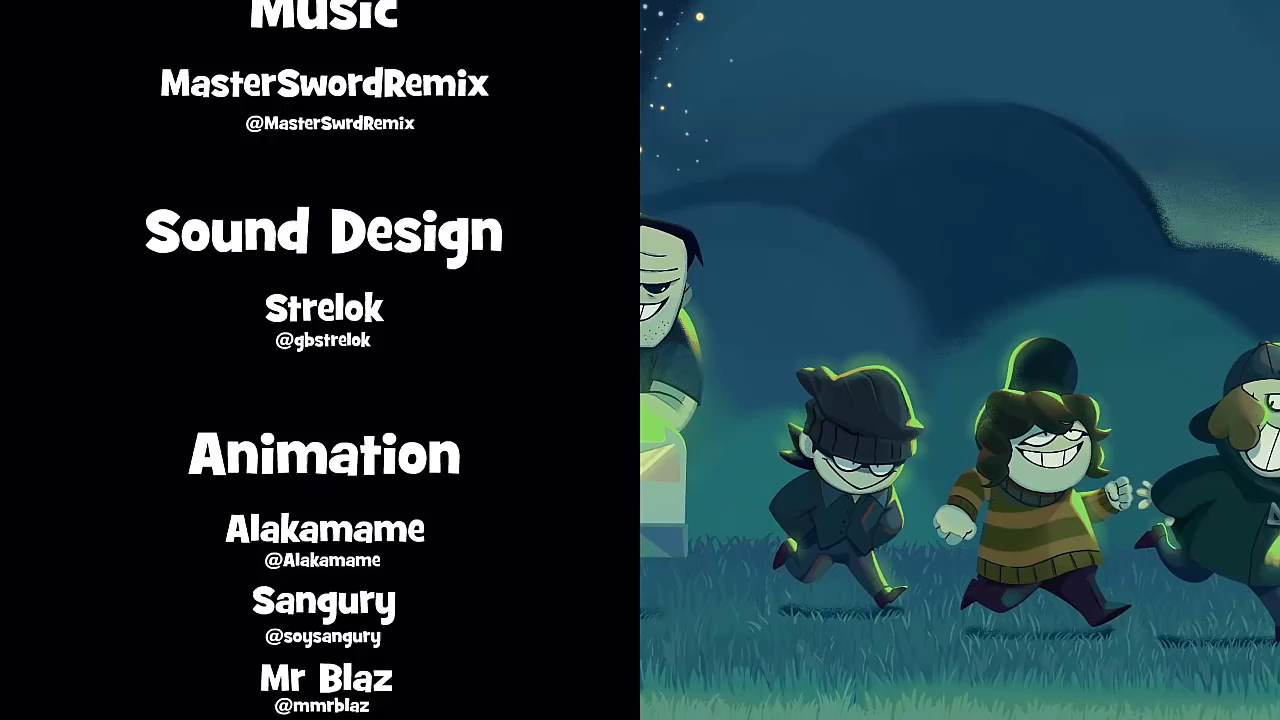 Music
MasterSwordRemix
@MasterSwrdRemix
Sound Design
Strelok
@gbstrelok
Animation
Alakamame
@Alakamame
Sangury
@soysangury
Mr Blaz
@mmrblaz